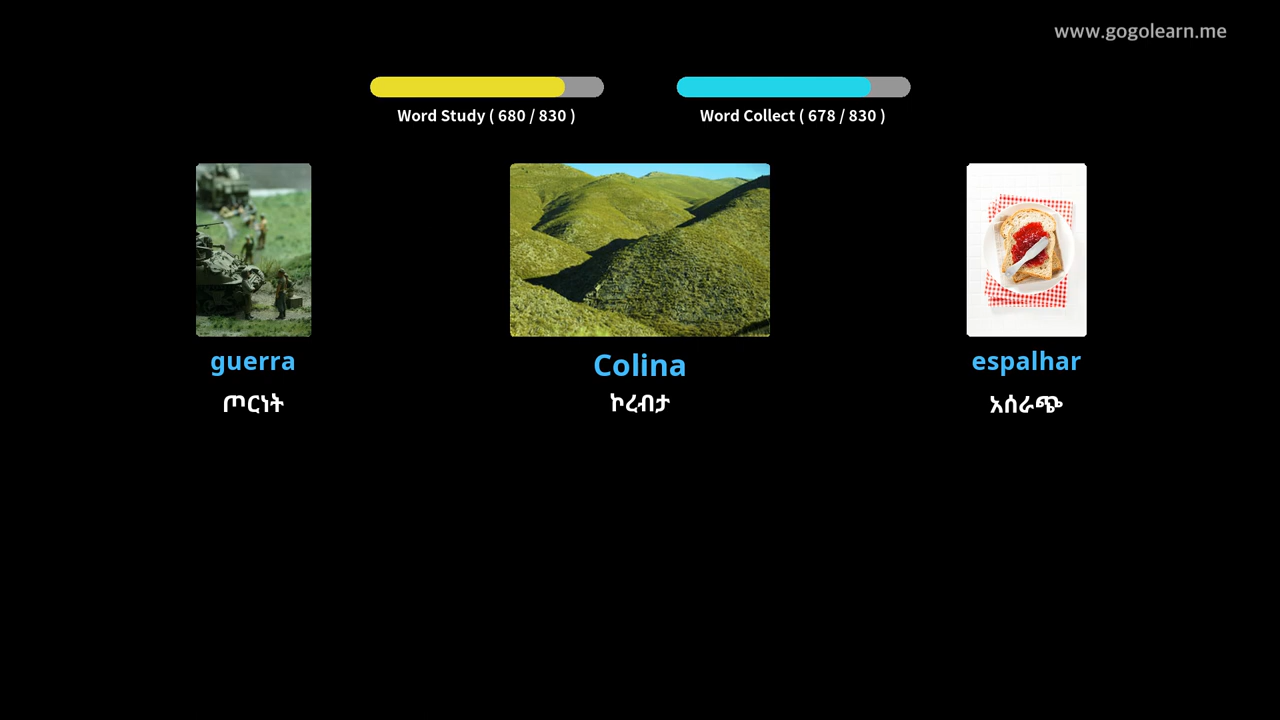 www.gogolearn.me
Word Study ( 680 / 830 )
Word Collect ( 678 / 830 )
guerra
Colina
espalhar
ጦርነት
ኮረብታ
አሰራጭ